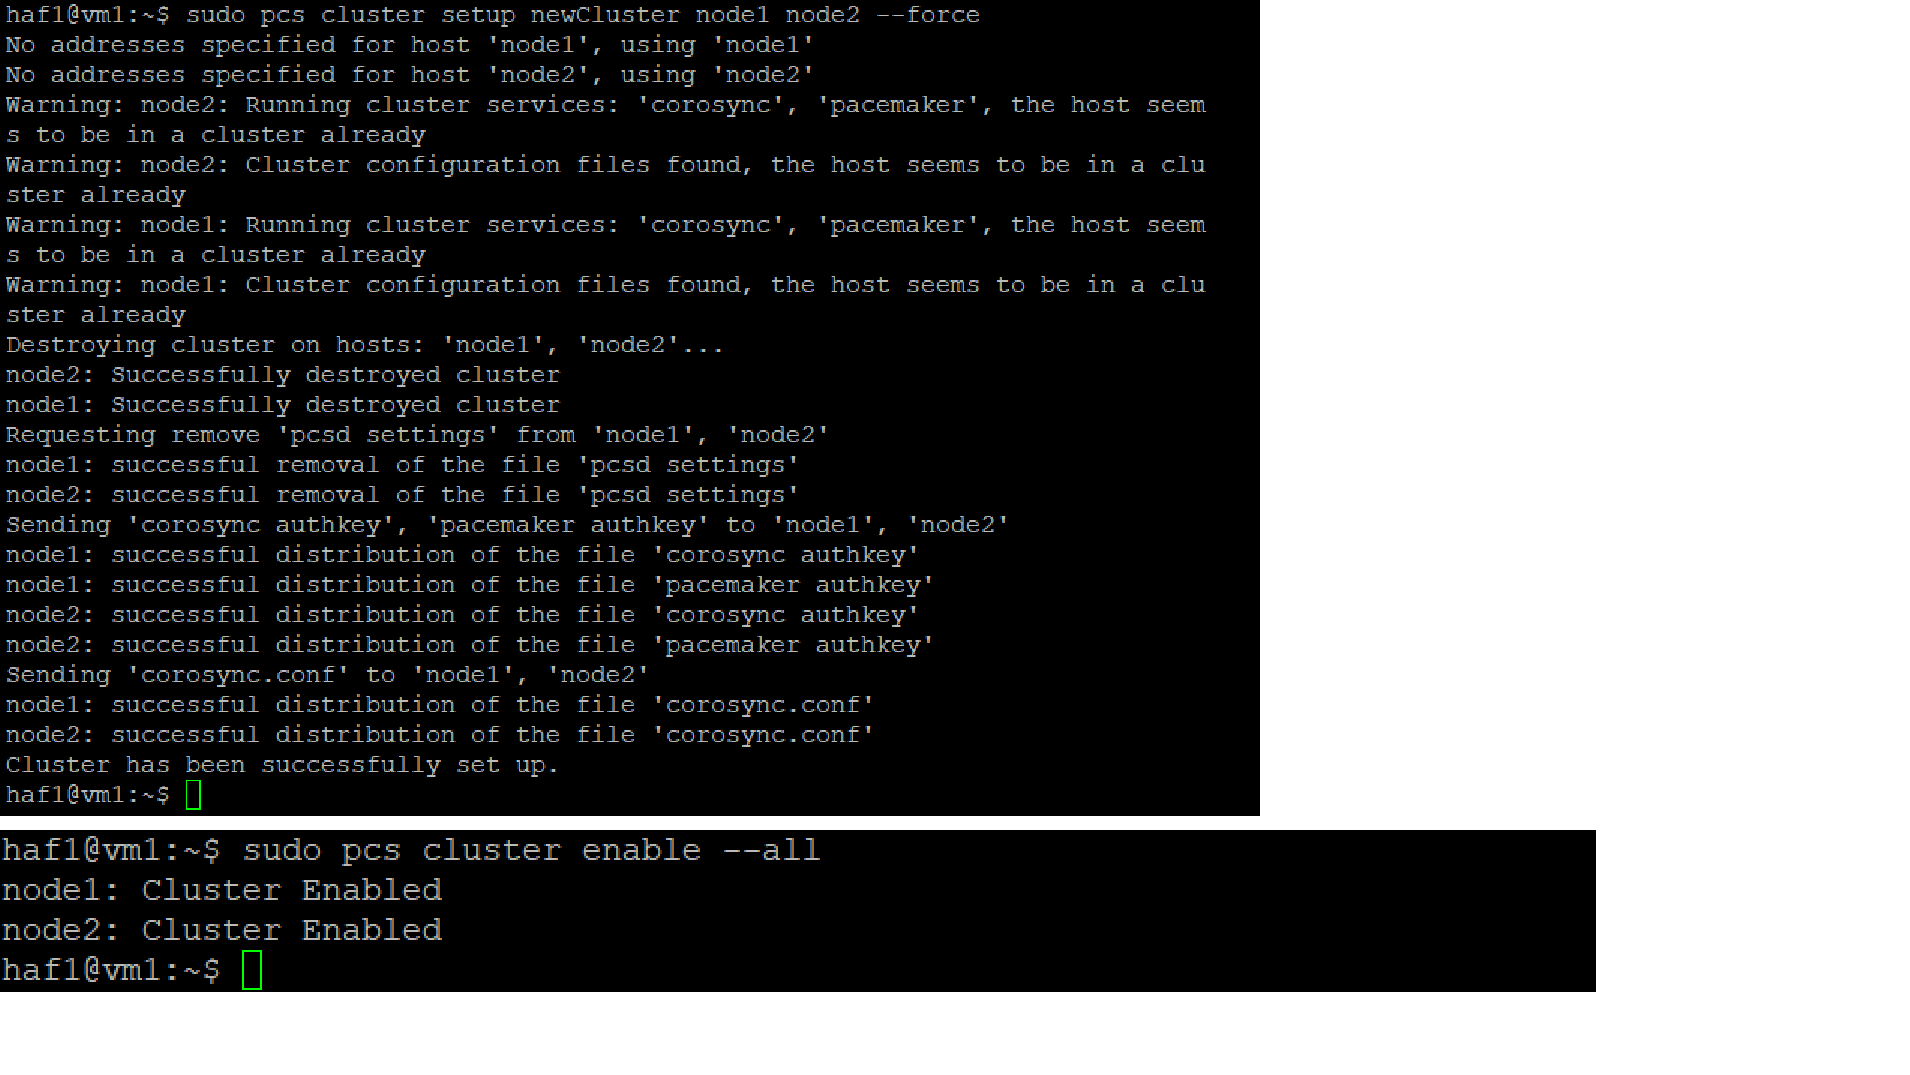 haf1@vm1:~$ sudo pcs cluster setup newCluster node1 node2 --force
No addresses specified for host 'node1', using 'node1'
No addresses specified for host 'node2', using 'node2'
Warning: node2: Running cluster services: 'corosync', 'pacemaker', the host seem
s to be in a cluster already
Warning: node2: Cluster configuration files found, the host seems to be in a clu
ster already
Warning: node1: Running cluster services: 'corosync', 'pacemaker', the host seem
s to be in a cluster already
Warning: node1: Cluster configuration files found, the host seems to be in a clu
ster already
Destroying cluster on hosts: 'node1', 'node2'...
node2: Successfully destroyed cluster
node1: Successfully destroyed cluster
Requesting remove 'pcsd settings' from 'node1', 'node2'
node1: successful removal of the file 'pcsd settings'
node2: successful removal of the file 'pcsd settings'
Sending 'corosync authkey', 'pacemaker authkey' to 'node1', 'node2'
node1: successful distribution of the file 'corosync authkey'
node1: successful distribution of the file 'pacemaker authkey'
node2: successful distribution of the file 'corosync authkey'
node2: successful distribution of the file 'pacemaker authkey'
Sending 'corosync.conf' to 'node1', 'node2'
node1: successful distribution of the file 'corosync.conf'
node2: successful distribution of the file 'corosync.conf'
Cluster has been successfully set up.
haf1@vm1:~$
haf1@vm1:~$ sudo pcs cluster enable --all
node1: Cluster Enabled
node2: Cluster Enabled
haf1@vm1:~$